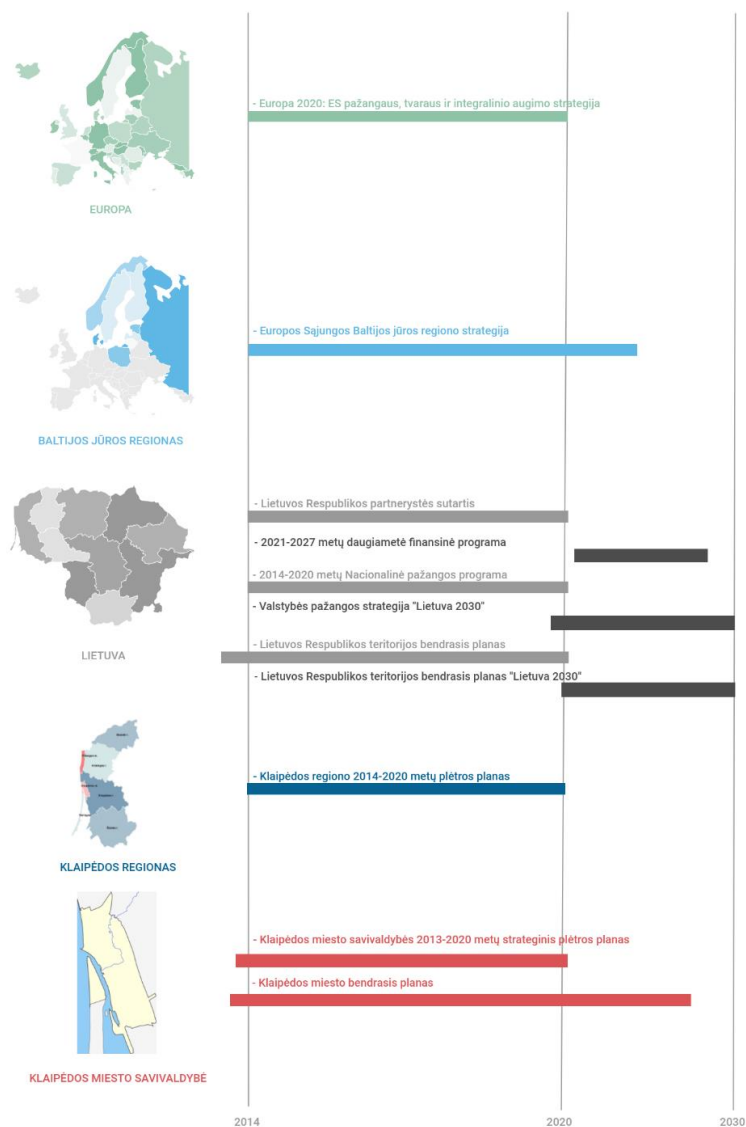 - Europa 2020: ES pažangaus, tvaraus ir integralinio augimo strategija
EUROPA
- Europos Sąjungos Baltijos jūros regiono strategija
BALTIJOS JŪROS REGIONAS
- Lietuvos Respublikos partnerystės sutartis
- 2021-2027 metų daugiametė finansinė programa
- 2014-2020 metų Nacionalinė pažangos programa
- Valstybės pažangos strategija "Lietuva 2030"
- Lietuvos Respublikos teritorijos bendrasis planas
LIETUVA
- Lietuvos Respublikos teritorijos bendrasis planas "Lietuva 2030"
- Klaipėdos regiono 2014-2020 metų plėtros planas
KLAIPĖDOS REGIONAS
- Klaipėdos miesto savivaldybės 2013-2020 metų strateginis plėtros planas
- Klaipėdos miesto bendrasis planas
KLAIPĖDOS MIESTO SAVIVALDYBĖ
2014 2020 2030